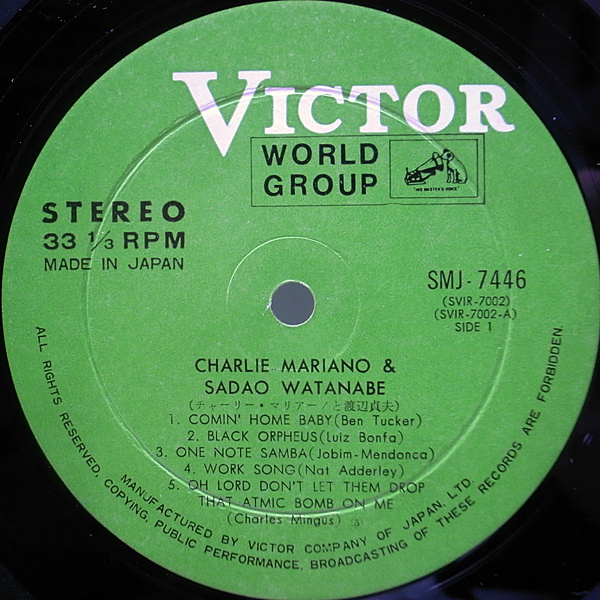 VICTOR
WORLD
GROUP
"HIS MASTER'S VOICE"
STEREO
33 1/3 RPM
MADE IN JAPAN
SMJ-7446
(SVIR-7002)
(SVIR-7002-A)
SIDE 1
CHARLIE MARIANO &
SADAO WATANABE
(チャーリー・マリアーノと渡辺貞夫)
1. COMIN' HOME BABY(Ben Tucker)
2. BLACK ORPHEUS(Luiz Bonfa)
3. ONE NOTE SAMBA(Jobim-Mendonca)
4. WORK SONG(Nat Adderley)
5. OH LORD DON'T LET THEM DROP
THAT ATMIC BOMB ON ME
(Charles Mingus) (5)
MANUFACTURED BY VICTOR COMPANY OF JAPAN, LTD.
ALL RIGHTS RESERVED, COPYING, PUBLIC PERFORMANCE, BROADCASTING OF THESE RECORDS ARE FORBIDDEN.